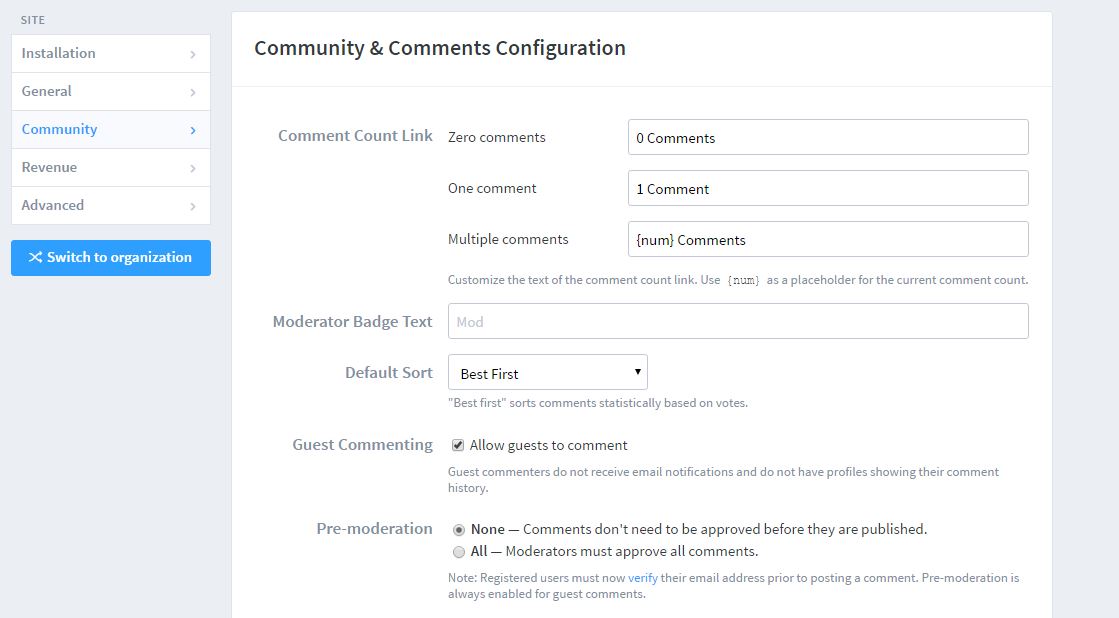 SITE
Installation
General
Community
Revenue
Advanced
Switch to organization
Community & Comments Configuration
Comment Count Link
Zero comments
0 Comments
One comment
1 Comment
Multiple comments
{num} Comments
Customize the text of the comment count link. Use {num} as a placeholder for the current comment count.
Moderator Badge Text
Mod
Default Sort
Best First
"Best first" sorts comments statistically based on votes.
Guest Commenting
Allow guests to comment
Guest commenters do not receive email notifications and do not have profiles showing their comment
history.
Pre-moderation
None — Comments don't need to be approved before they are published.
All — Moderators must approve all comments.
Note: Registered users must now verify their email address prior to posting a comment. Pre-moderation is
always enabled for guest comments.